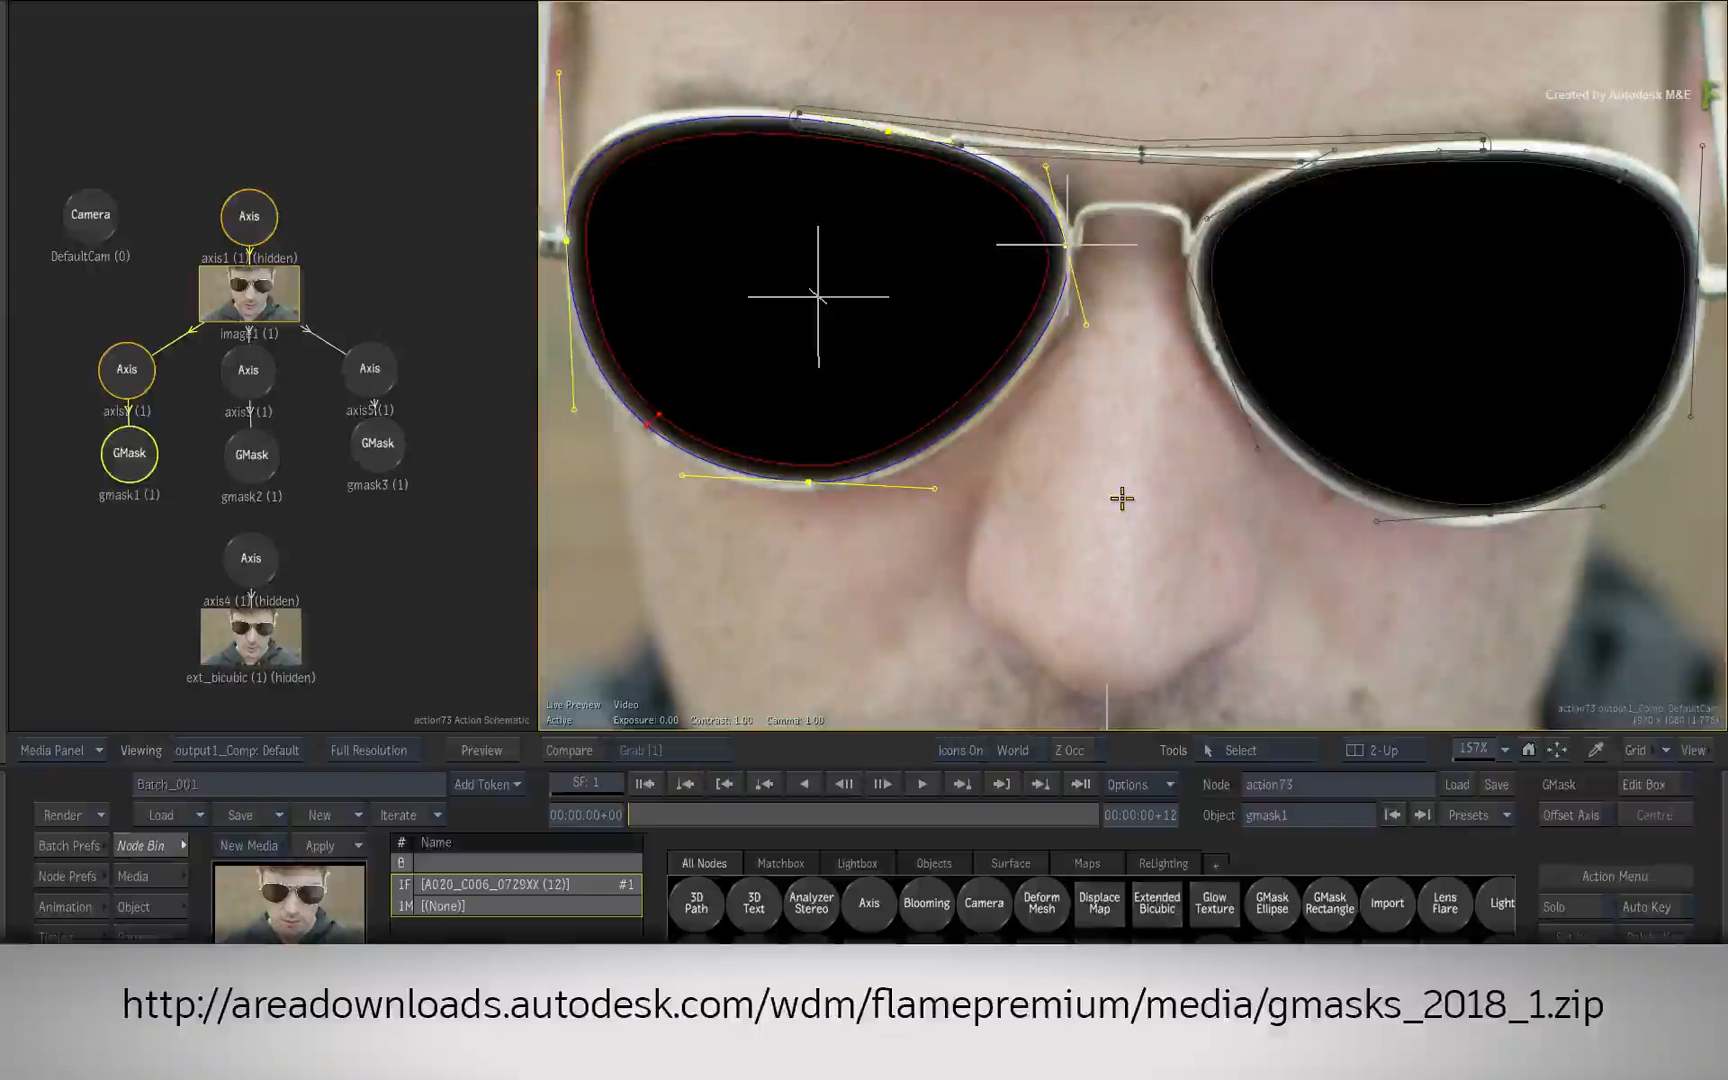 Created by Autodesk M&E
Camera
DefaultCam (0)
Axis
axis1 (1) (hidden)
image1 (1)
Axis
Axis
Axis
(1)
(1)
(1)
GMask
GMask
GMask
gmask1 (1)
gmask2 (1)
gmask3 (1)
Axis
axis4 (1) (hidden)
ext_bicubic (1) (hidden)
action73 Action Schematic
Live Preview Video
Active Exposure: 0.00 Contrast: 1.00 Gamma: 1.00
action73 output1_Comp: DefaultCam
Media Panel Viewing output1_Comp: Default Full Resolution Preview Compare Grab [1] Icons On World Z Occ Tools Select 2-Up 157% Grid View
Batch_001 Add Token SF: 1 Options Node action73 Load Save GMask Edit Box
Render Load Save New Iterate 00:00:00+00 00:00:00+12 Object gmask1 Presets Offset Axis Centre
Batch Prefs Node Bin New Media Apply # Name
B
Node Prefs Media
All Nodes Matchbox Lightbox Objects Surface Maps Relighting +
1F [A020_C006_0729XX (12)] #1
1M [(None)]
Animation Object
3D Path
3D Text
Analyzer Stereo
Axis
Blooming
Camera
Deform Mesh
Displace Map
Extended Bicubic
Glow Texture
GMask Ellipse
GMask Rectangle
Import
Lens Flare
Light
Action Menu
Solo Auto Key
http://areadownloads.autodesk.com/wdm/flamepremium/media/gmasks_2018_1.zip